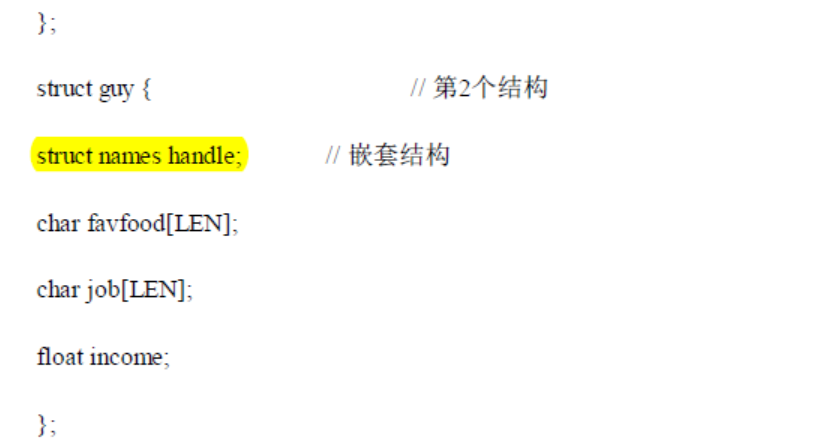 };
struct guy { // 第2个结构
struct names handle; // 嵌套结构
char favfood[LEN];
char job[LEN];
float income;
};